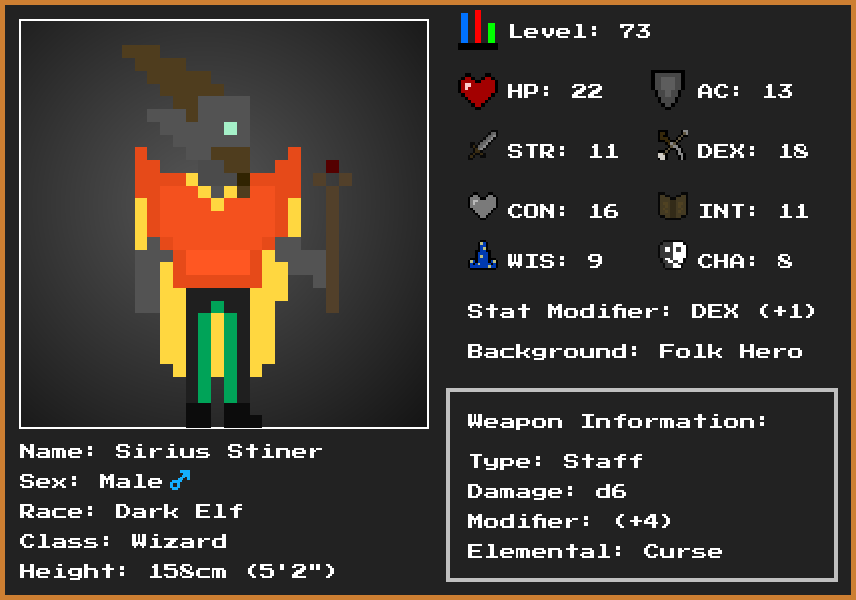 Level: 73
HP: 22
AC: 13
STR: 11
DEX: 18
CON: 16
INT: 11
WIS: 9
CHA: 8
Stat Modifier: DEX (+1)
Background: Folk Hero
Weapon Information:
Type: Staff
Damage: d6
Modifier: (+4)
Elemental: Curse
Name: Sirius Stiner
Sex: Male♂
Race: Dark Elf
Class: Wizard
Height: 158cm (5'2")